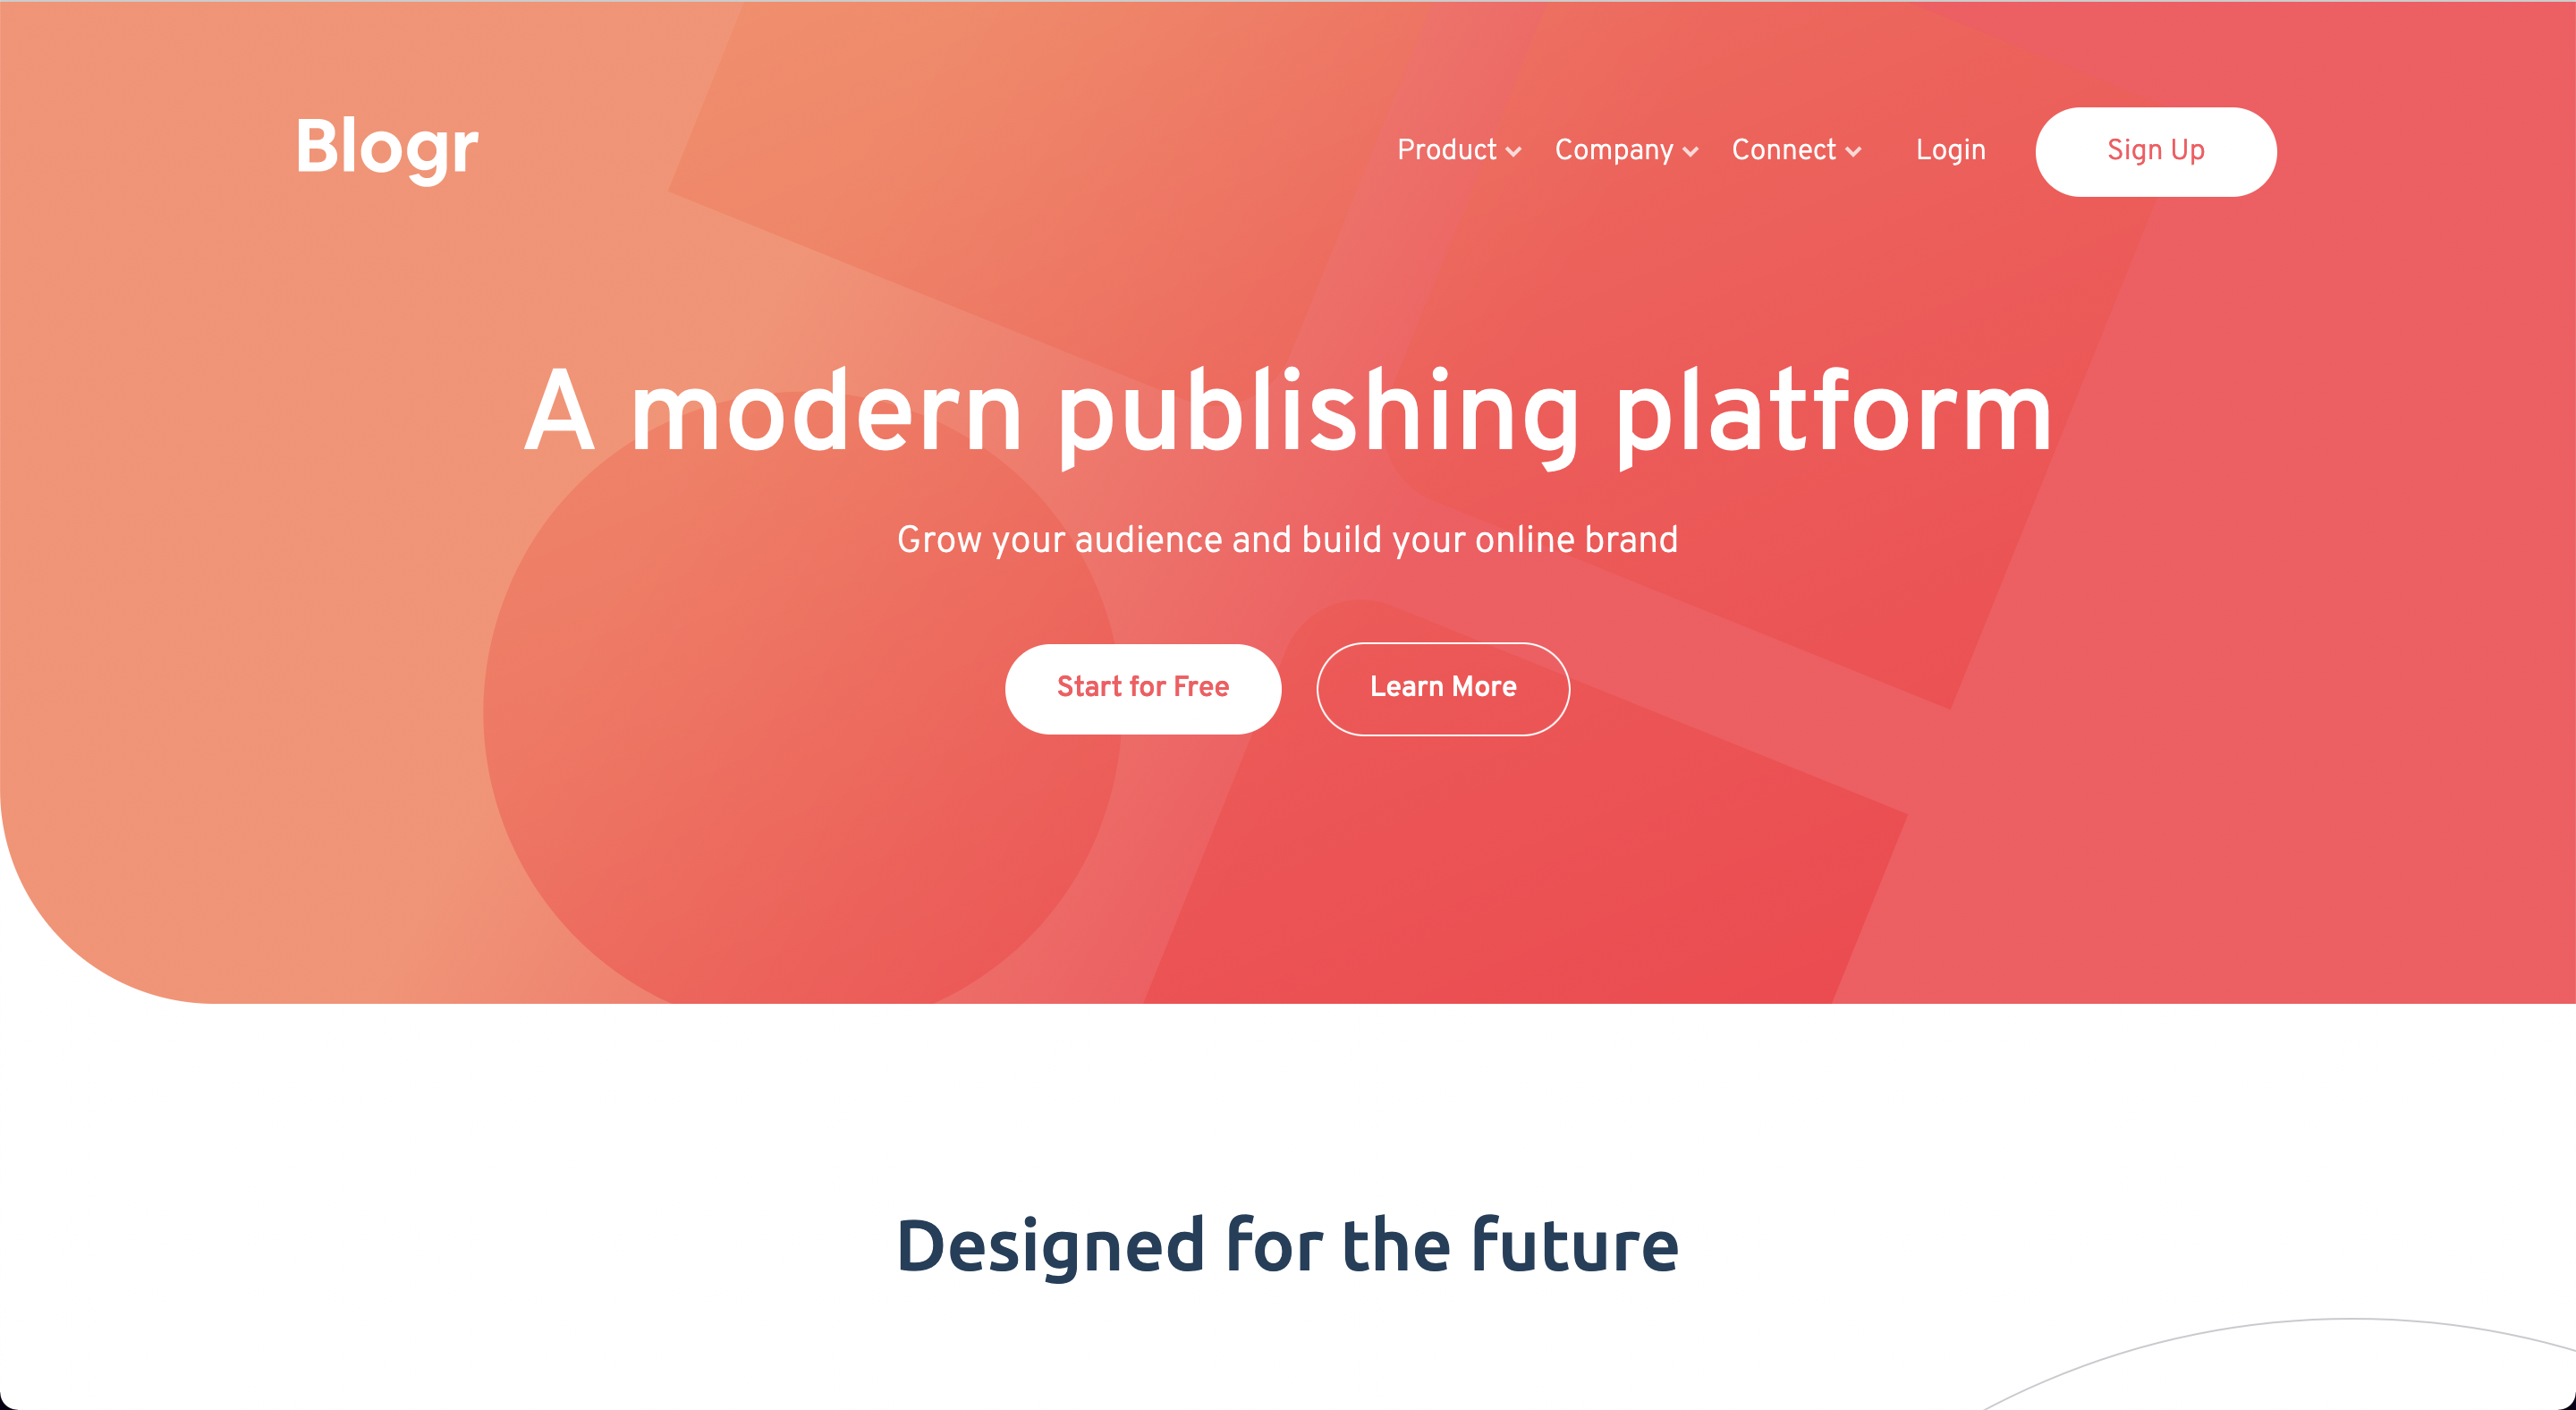 Blogr
Product Company Connect Login Sign Up
A modern publishing platform
Grow your audience and build your online brand
Start for Free Learn More
Designed for the future